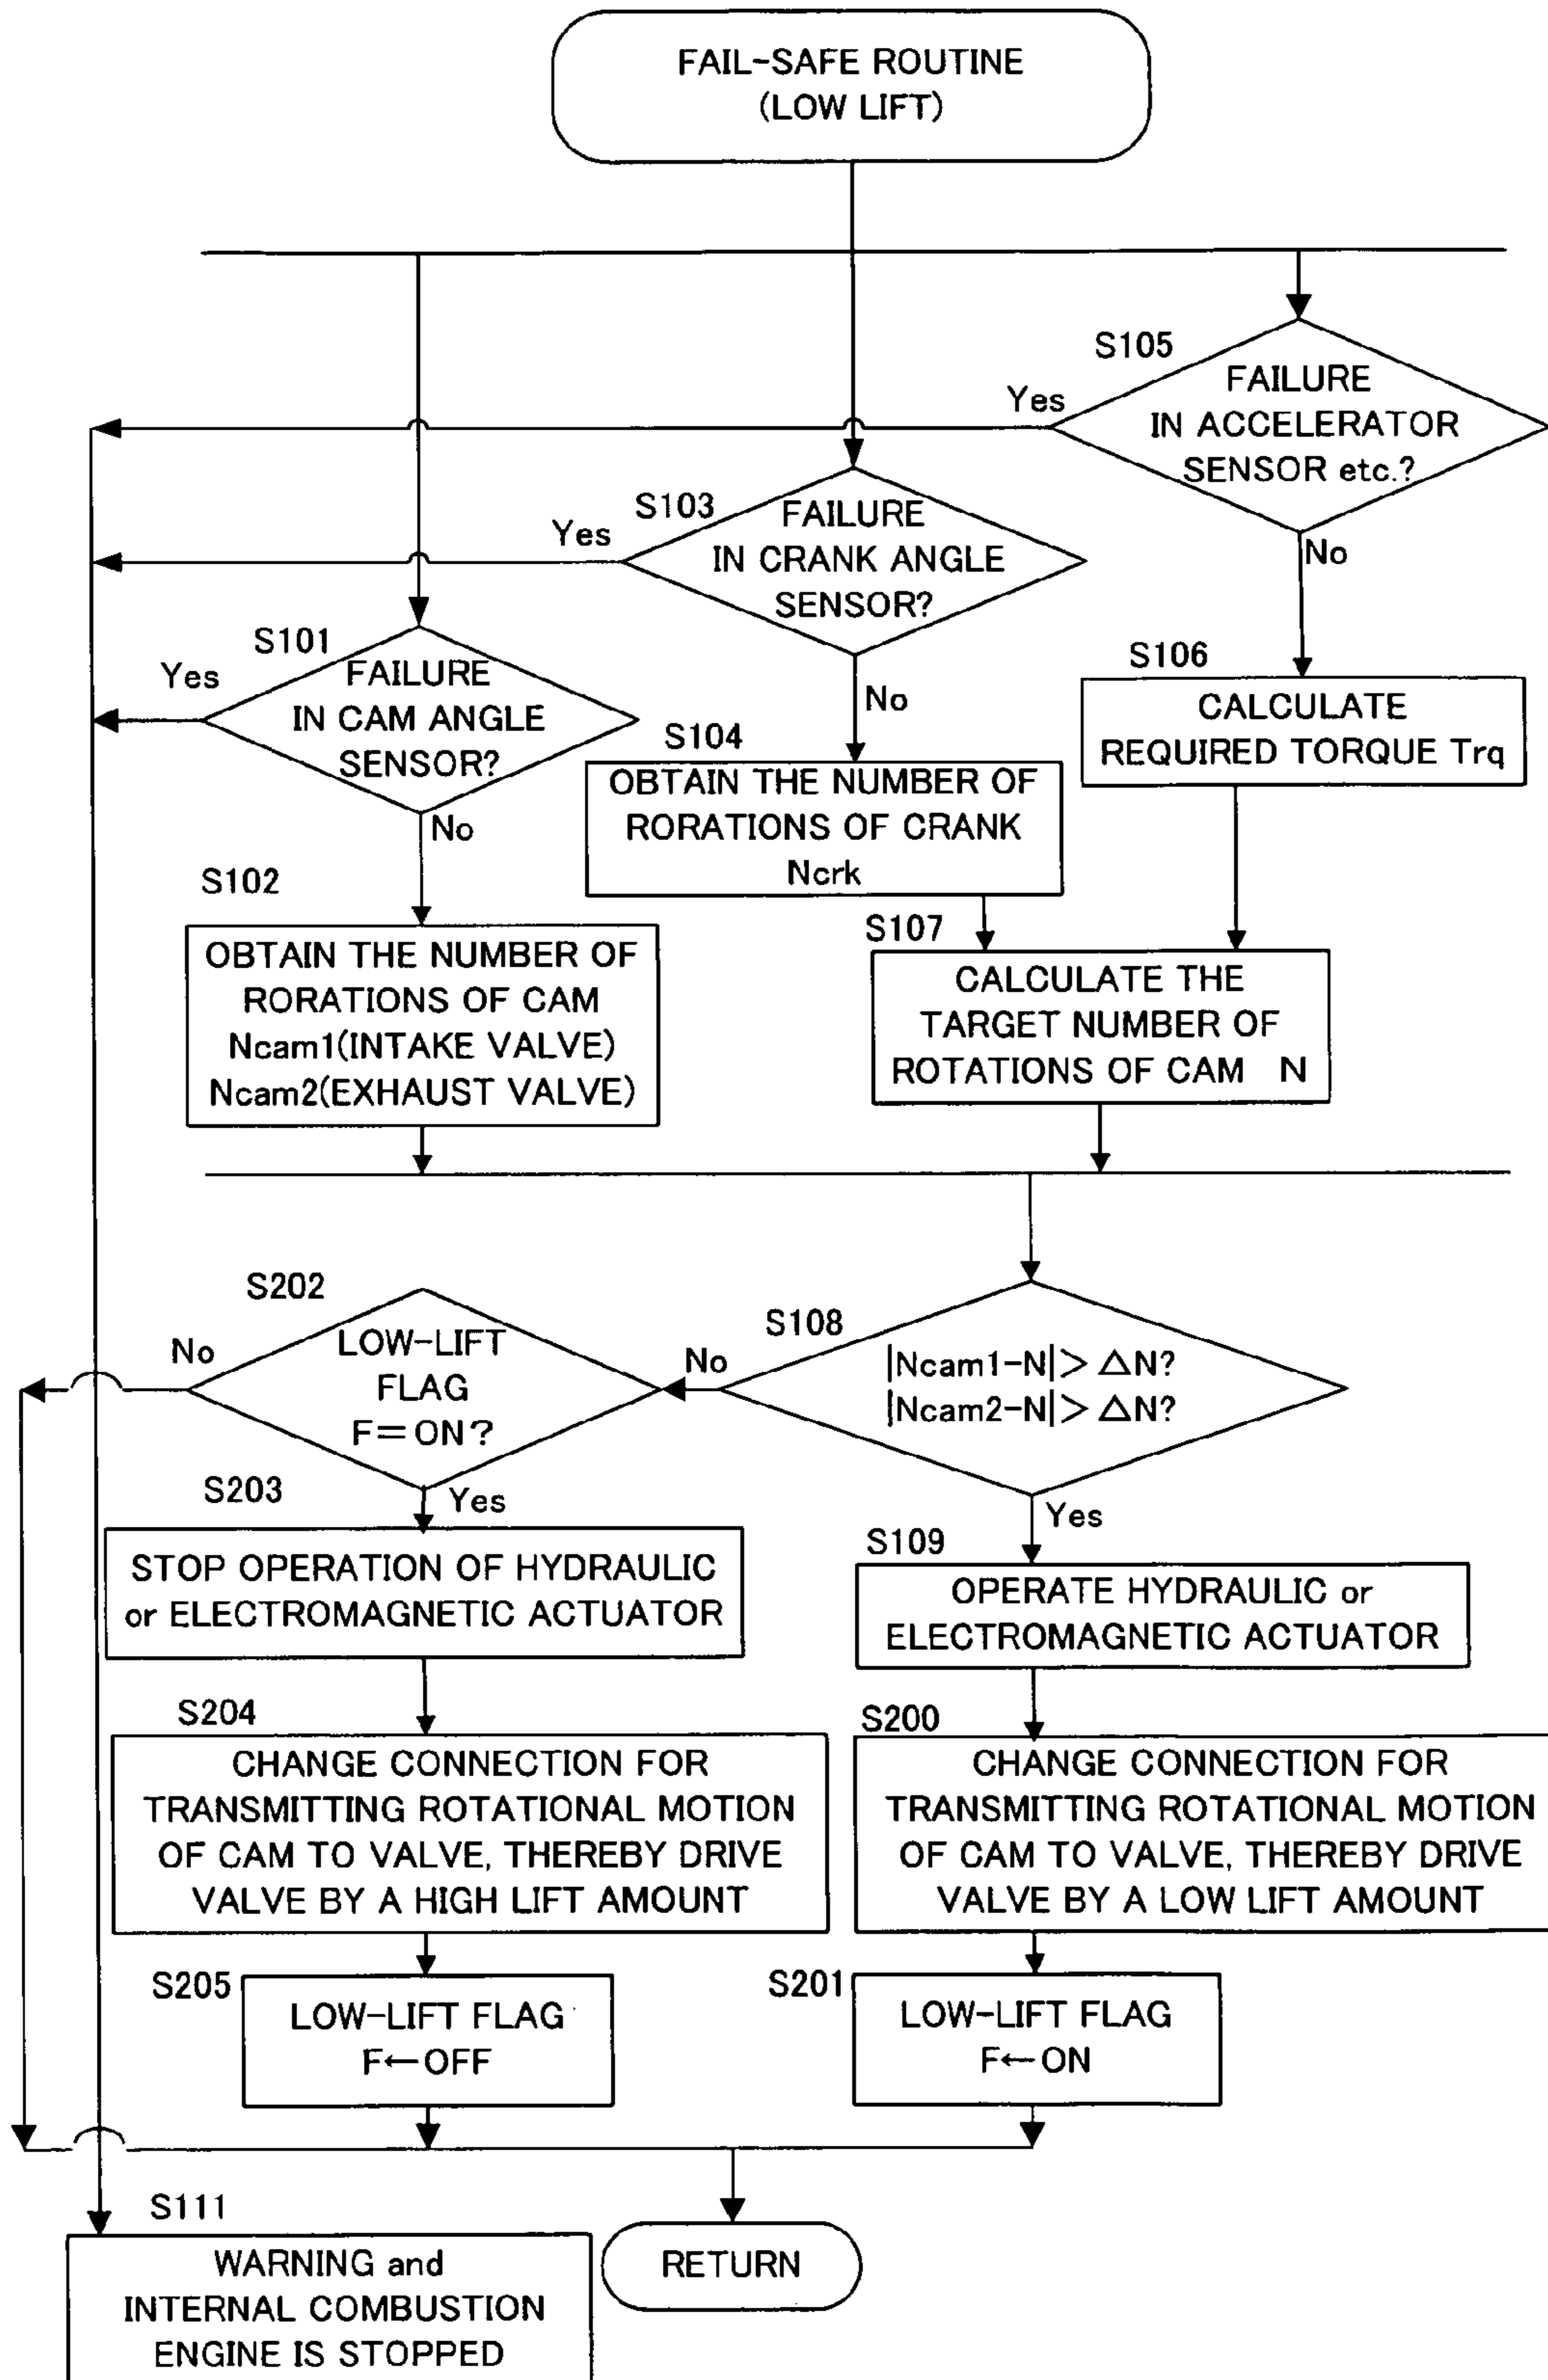 FAIL-SAFE ROUTINE
(LOW LIFT)
S105
FAILURE
IN ACCELERATOR
SENSOR etc.?
Yes
No
S103
FAILURE
IN CRANK ANGLE
SENSOR?
Yes
No
S101
FAILURE
IN CAM ANGLE
SENSOR?
Yes
No
S106
CALCULATE
REQUIRED TORQUE Trq
S104
OBTAIN THE NUMBER OF
RORATIONS OF CRANK
Ncrk
S102
OBTAIN THE NUMBER OF
RORATIONS OF CAM
Ncam1(INTAKE VALVE)
Ncam2(EXHAUST VALVE)
S107
CALCULATE THE
TARGET NUMBER OF
ROTATIONS OF CAM N
S202
LOW-LIFT
FLAG
F=ON?
No
Yes
S108
|Ncam1-N|> △N?
|Ncam2-N|> △N?
No
Yes
S203
STOP OPERATION OF HYDRAULIC
or ELECTROMAGNETIC ACTUATOR
S109
OPERATE HYDRAULIC or
ELECTROMAGNETIC ACTUATOR
S204
CHANGE CONNECTION FOR
TRANSMITTING ROTATIONAL MOTION
OF CAM TO VALVE, THEREBY DRIVE
VALVE BY A HIGH LIFT AMOUNT
S200
CHANGE CONNECTION FOR
TRANSMITTING ROTATIONAL MOTION
OF CAM TO VALVE, THEREBY DRIVE
VALVE BY A LOW LIFT AMOUNT
S205
LOW-LIFT FLAG
F←OFF
S201
LOW-LIFT FLAG
F←ON
S111
WARNING and
INTERNAL COMBUSTION
ENGINE IS STOPPED
RETURN